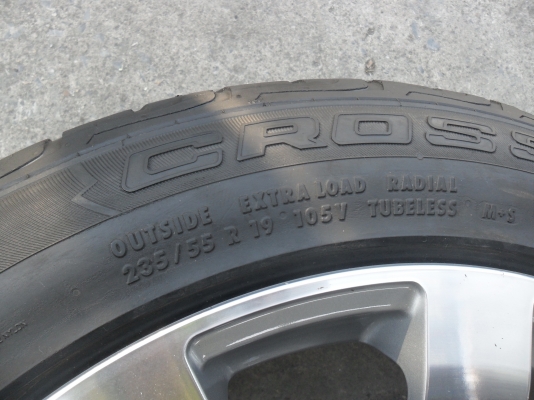 CROSS
OUTSIDE EXTRA LOAD RADIAL
235/55 R 19 105V TUBELESS M+S